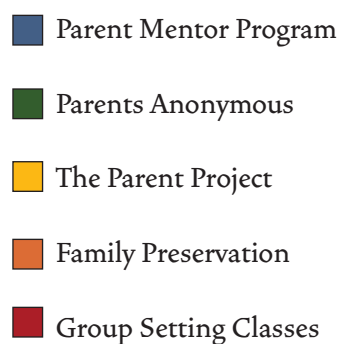 Parent Mentor Program
Parents Anonymous
The Parent Project
Family Preservation
Group Setting Classes